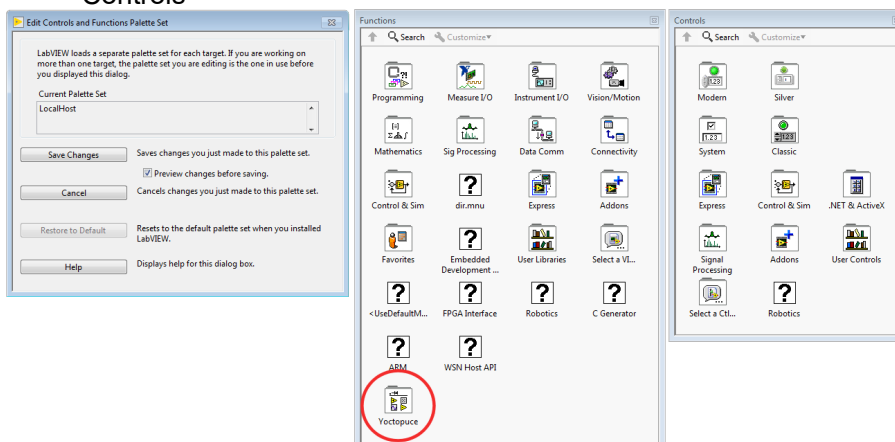 Controls
Edit Controls and Functions Palette Set
LabVIEW loads a separate palette set for each target. If you are working on
more than one target, the palette set you are editing is the one in use before
you displayed this dialog.
Current Palette Set
LocalHost
Save Changes
Saves changes you just made to this palette set.
Preview changes before saving.
Cancel
Cancels changes you just made to this palette set.
Restore to Default
Resets to the default palette set when you installed
LabVIEW.
Help
Displays help for this dialog box.
Functions
Search Customize
Programming Measure I/O Instrument I/O Vision/Motion
Mathematics Sig Processing Data Comm Connectivity
Control & Sim dir.mnu Express Addons
Favorites Embedded User Libraries Select a VI...
Development ...
<UseDefaultM... FPGA Interface Robotics C Generator
ARM WSN Host API
Yoctopuce
Controls
Search Customize
Modern Silver
System Classic
Express Control & Sim .NET & ActiveX
Signal Addons User Controls
Processing
Select a Ctl... Robotics